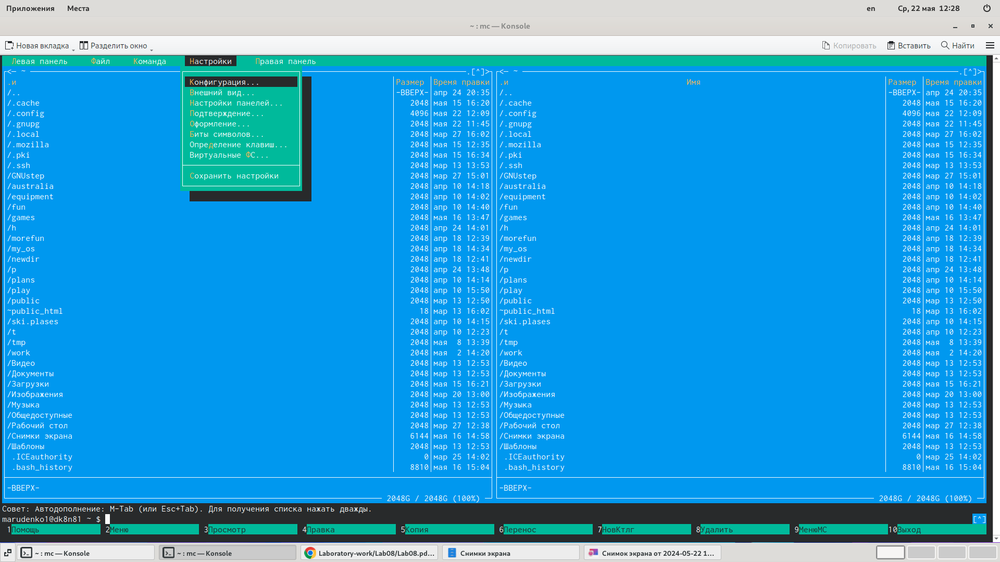 Приложения Места en Ср, 22 мая 12:28
~ : mc — Konsole
Новая вкладка Разделить окно Копировать Вставить Найти
Левая панель Файл Команда Настройки Правая панель
<─ ~ .[^]> <─ ~ .[^]>
.и Конфигурация... Размер Время правки .и Имя Размер Время правки
/.. Внешний вид... -ВВЕРХ- апр 24 20:35 /.. -ВВЕРХ- апр 24 20:35
/.cache Настройки панелей... 2048 мая 15 16:20 /.cache 2048 мая 15 16:20
/.config Подтверждение... 4096 мая 22 12:09 /.config 4096 мая 22 12:09
/.gnupg Оформление... 2048 мая 22 11:45 /.gnupg 2048 мая 22 11:45
/.local Биты символов... 2048 мар 27 16:02 /.local 2048 мар 27 16:02
/.mozilla Определение клавиш... 2048 мая 15 12:35 /.mozilla 2048 мая 15 12:35
/.pki Виртуальные ФС... 2048 мая 15 16:34 /.pki 2048 мая 15 16:34
/.ssh 2048 мар 13 13:53 /.ssh 2048 мар 13 13:53
/GNUstep Сохранить настройки 2048 мар 27 15:01 /GNUstep 2048 мар 27 15:01
/australia 2048 апр 10 14:18 /australia 2048 апр 10 14:18
/equipment 2048 апр 10 14:02 /equipment 2048 апр 10 14:02
/fun 2048 апр 10 14:40 /fun 2048 апр 10 14:40
/games 2048 мая 16 13:47 /games 2048 мая 16 13:47
/h 2048 апр 24 14:01 /h 2048 апр 24 14:01
/morefun 2048 апр 18 12:39 /morefun 2048 апр 18 12:39
/my_os 2048 апр 18 14:34 /my_os 2048 апр 18 14:34
/newdir 2048 апр 18 12:41 /newdir 2048 апр 18 12:41
/p 2048 апр 24 13:48 /p 2048 апр 24 13:48
/plans 2048 апр 10 14:14 /plans 2048 апр 10 14:14
/play 2048 апр 10 15:50 /play 2048 апр 10 15:50
/public 2048 мар 13 12:50 /public 2048 мар 13 12:50
~public_html 18 мар 13 16:02 ~public_html 18 мар 13 16:02
/ski.plases 2048 апр 10 14:15 /ski.plases 2048 апр 10 14:15
/t 2048 апр 10 12:23 /t 2048 апр 10 12:23
/tmp 2048 мая 8 13:39 /tmp 2048 мая 8 13:39
/work 2048 мая 2 14:20 /work 2048 мая 2 14:20
/Видео 2048 мар 13 12:53 /Видео 2048 мар 13 12:53
/Документы 2048 мар 13 12:53 /Документы 2048 мар 13 12:53
/Загрузки 2048 мая 15 16:21 /Загрузки 2048 мая 15 16:21
/Изображения 2048 мар 20 13:00 /Изображения 2048 мар 20 13:00
/Музыка 2048 мар 13 12:53 /Музыка 2048 мар 13 12:53
/Общедоступные 2048 мар 13 12:53 /Общедоступные 2048 мар 13 12:53
/Рабочий стол 2048 мар 27 12:38 /Рабочий стол 2048 мар 27 12:38
/Снимки экрана 6144 мая 16 14:58 /Снимки экрана 6144 мая 16 14:58
/Шаблоны 2048 мар 13 12:53 /Шаблоны 2048 мар 13 12:53
.ICEauthority 0 мар 25 14:02 .ICEauthority 0 мар 25 14:02
.bash_history 8810 мая 16 15:04 .bash_history 8810 мая 16 15:04
-ВВЕРХ- -ВВЕРХ-
2048G / 2048G (100%) 2048G / 2048G (100%)
Совет: Автодополнение: M-Tab (или Esc+Tab). Для получения списка нажать дважды.
marudenko1@dk8n81 ~ $ [^]
1Помощь 2Меню 3Просмотр 4Правка 5Копия 6Перенос 7НовКтлг 8Удалить 9МенюМС 10Выход
~ : mc — Konsole ~ : mc — Konsole Laboratory-work/Lab08/Lab08.pd... Снимки экрана Снимок экрана от 2024-05-22 1...